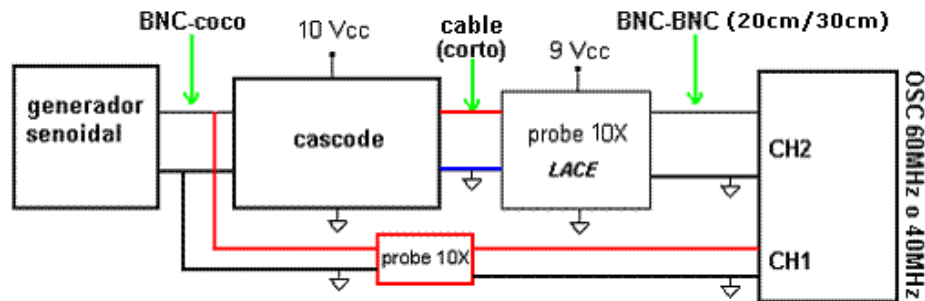 BNC-coco
10 Vcc
cable
(corto)
9 Vcc
BNC-BNC (20cm/30cm)
generador
senoidal
cascode
probe 10X
LACE
CH2
CH1
probe 10X
OSC 60MHz o 40MHz